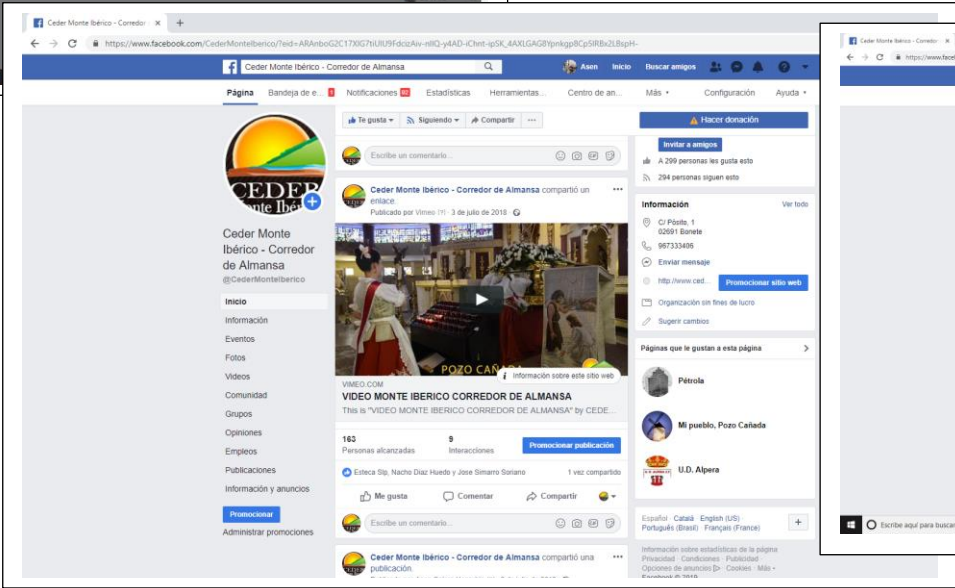 Ceder Monte Ibérico - Corredor
https://www.facebook.com/CederMonteIberico/
Ceder Monte Ibérico - Corredor de Almansa
Asen Inicio Buscar amigos
Página Bandeja de e... 1 Notificaciones 82 Estadísticas Herramientas... Centro de an... Más Configuración Ayuda
CEDER
Monte Ibér
Ceder Monte
Ibérico - Corredor
de Almansa
@CederMonteIberico
Inicio
Información
Eventos
Fotos
Videos
Comunidad
Grupos
Opiniones
Empleos
Publicaciones
Información y anuncios
Promocionar
Administrar promociones
Te gusta Siguiendo Compartir ...
Escribe un comentario...
Ceder Monte Ibérico - Corredor de Almansa compartió un
enlace.
Publicado por Vimeo [?] · 3 de julio de 2018
POZO CAÑADA
Información sobre este sitio web
VIMEO.COM
VIDEO MONTE IBERICO CORREDOR DE ALMANSA
This is "VIDEO MONTE IBERICO CORREDOR DE ALMANSA" by CEDE...
163
Personas alcanzadas
9
Interacciones
Promocionar publicación
Esteca Slp, Nacho Díaz Huedo y Jose Simarro Soriano 1 vez compartido
Me gusta Comentar Compartir
Escribe un comentario...
Ceder Monte Ibérico - Corredor de Almansa compartió una
publicación.
Hacer donación
Invitar a amigos
A 299 personas les gusta esto
294 personas siguen esto
Información Ver todo
C/ Pósito, 1
02691 Bonete
967333406
Enviar mensaje
http://www.ced... Promocionar sitio web
Organización sin fines de lucro
Sugerir cambios
Páginas que le gustan a esta página
Pétrola
Mi pueblo, Pozo Cañada
U.D. Alpera
Español · Català · English (US) ·
Português (Brasil) · Français (France)
Información sobre estadísticas de la página
Privacidad · Condiciones · Publicidad ·
Opciones de anuncios · Cookies · Más
Facebook © 2019
Ceder Monte Ibérico - Corredor
https://www.faceb
Escribe aquí para buscar